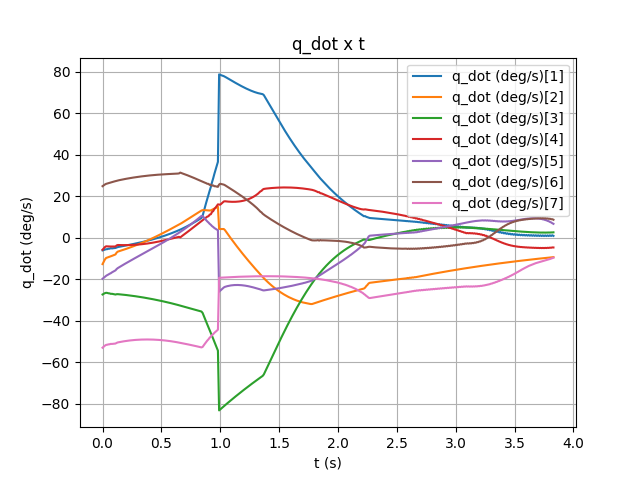 q_dot x t
q_dot (deg/s)
80
60
40
20
0
−20
−40
−60
−80
q_dot (deg/s)[1]
q_dot (deg/s)[2]
q_dot (deg/s)[3]
q_dot (deg/s)[4]
q_dot (deg/s)[5]
q_dot (deg/s)[6]
q_dot (deg/s)[7]
0.0 0.5 1.0 1.5 2.0 2.5 3.0 3.5 4.0
t (s)